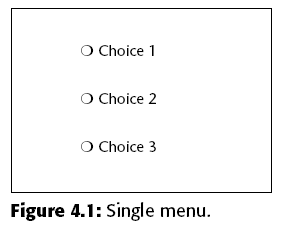 ❍ Choice 1
❍ Choice 2
❍ Choice 3
Figure 4.1: Single menu.